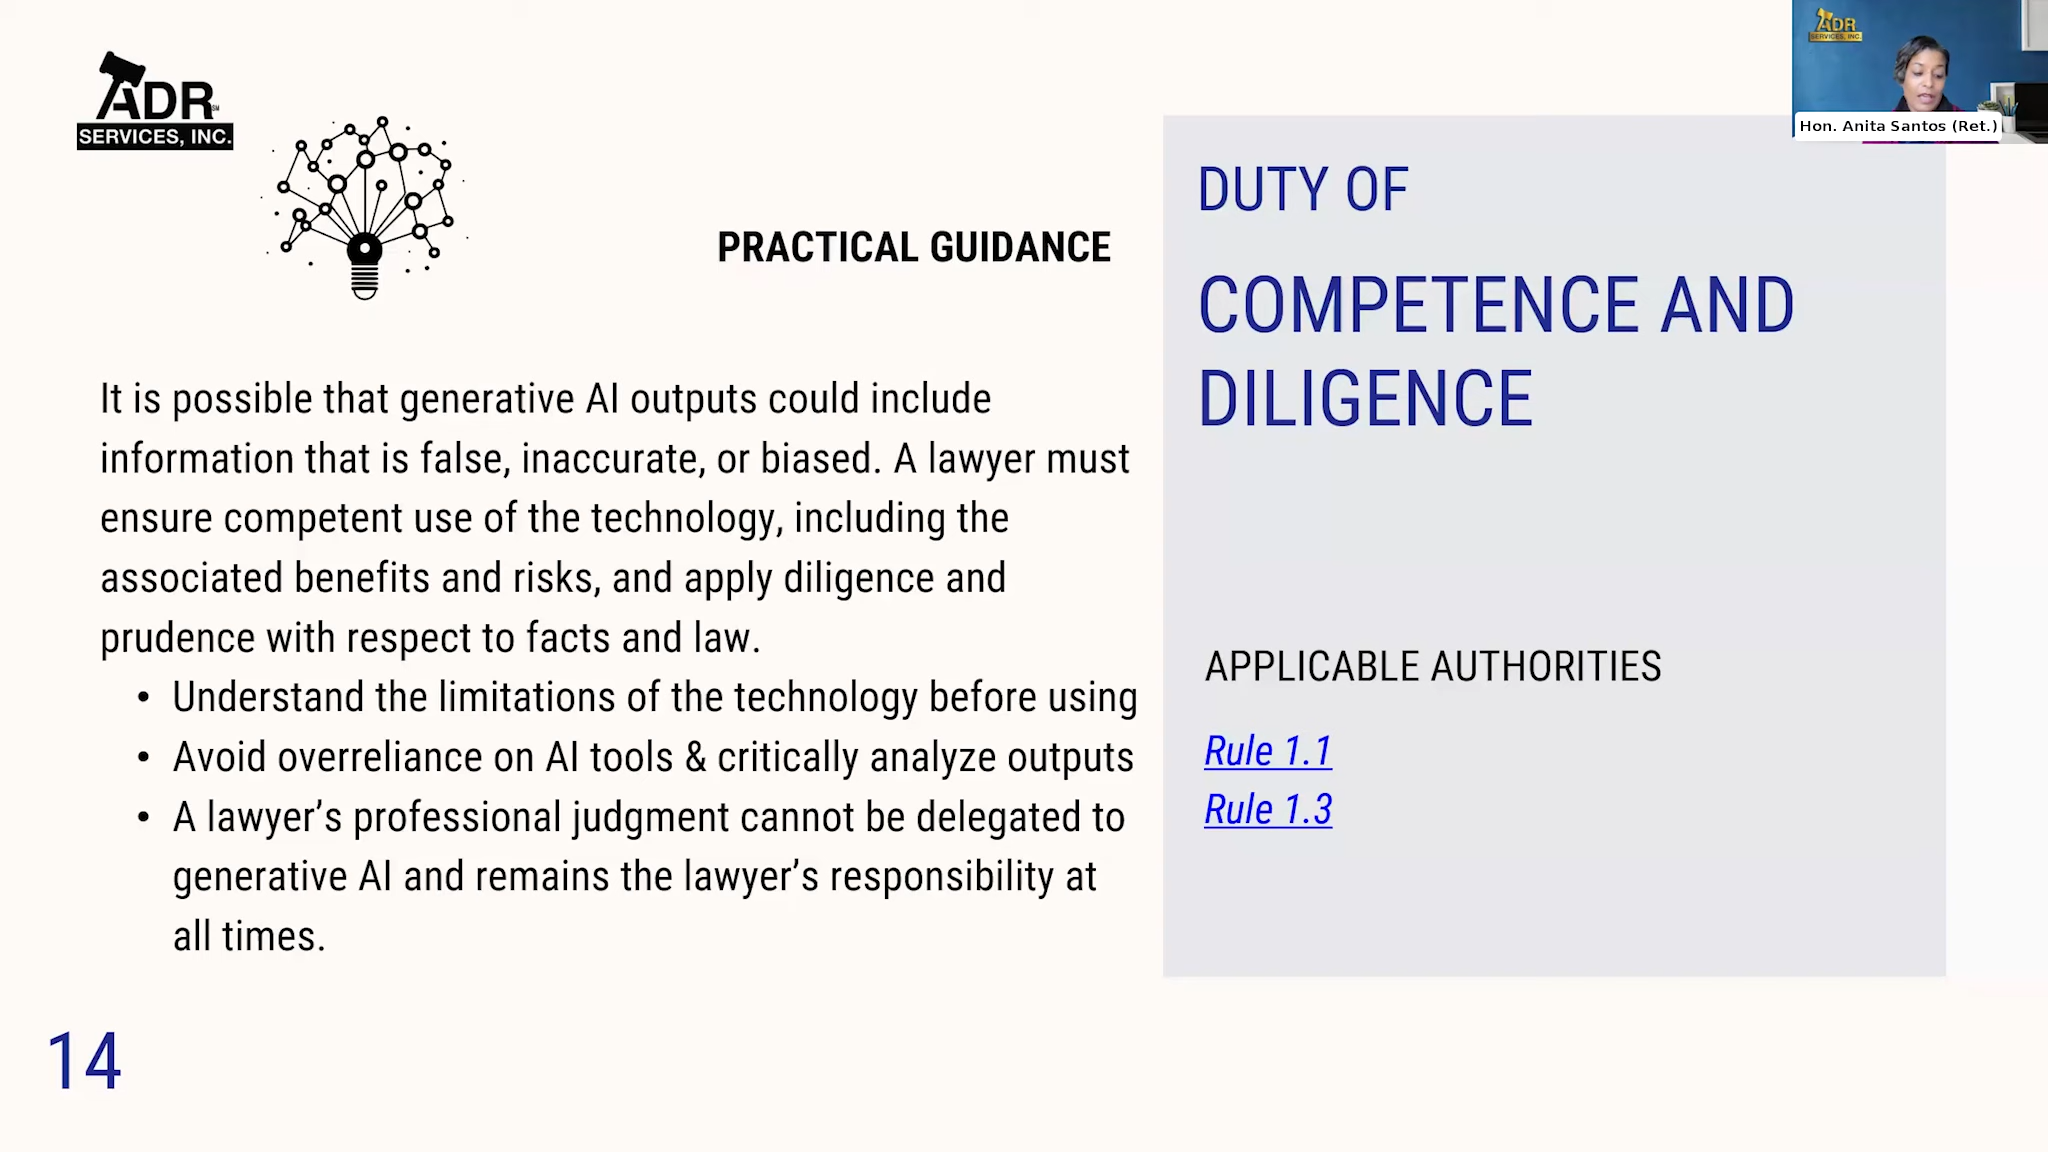 ADR
SERVICES, INC.
SM
PRACTICAL GUIDANCE
It is possible that generative AI outputs could include
information that is false, inaccurate, or biased. A lawyer must
ensure competent use of the technology, including the
associated benefits and risks, and apply diligence and
prudence with respect to facts and law.
• Understand the limitations of the technology before using
• Avoid overreliance on AI tools & critically analyze outputs
• A lawyer’s professional judgment cannot be delegated to
generative AI and remains the lawyer’s responsibility at
all times.
14
ADR
SERVICES, INC.
Hon. Anita Santos (Ret.)
DUTY OF
COMPETENCE AND
DILIGENCE
APPLICABLE AUTHORITIES
Rule 1.1
Rule 1.3